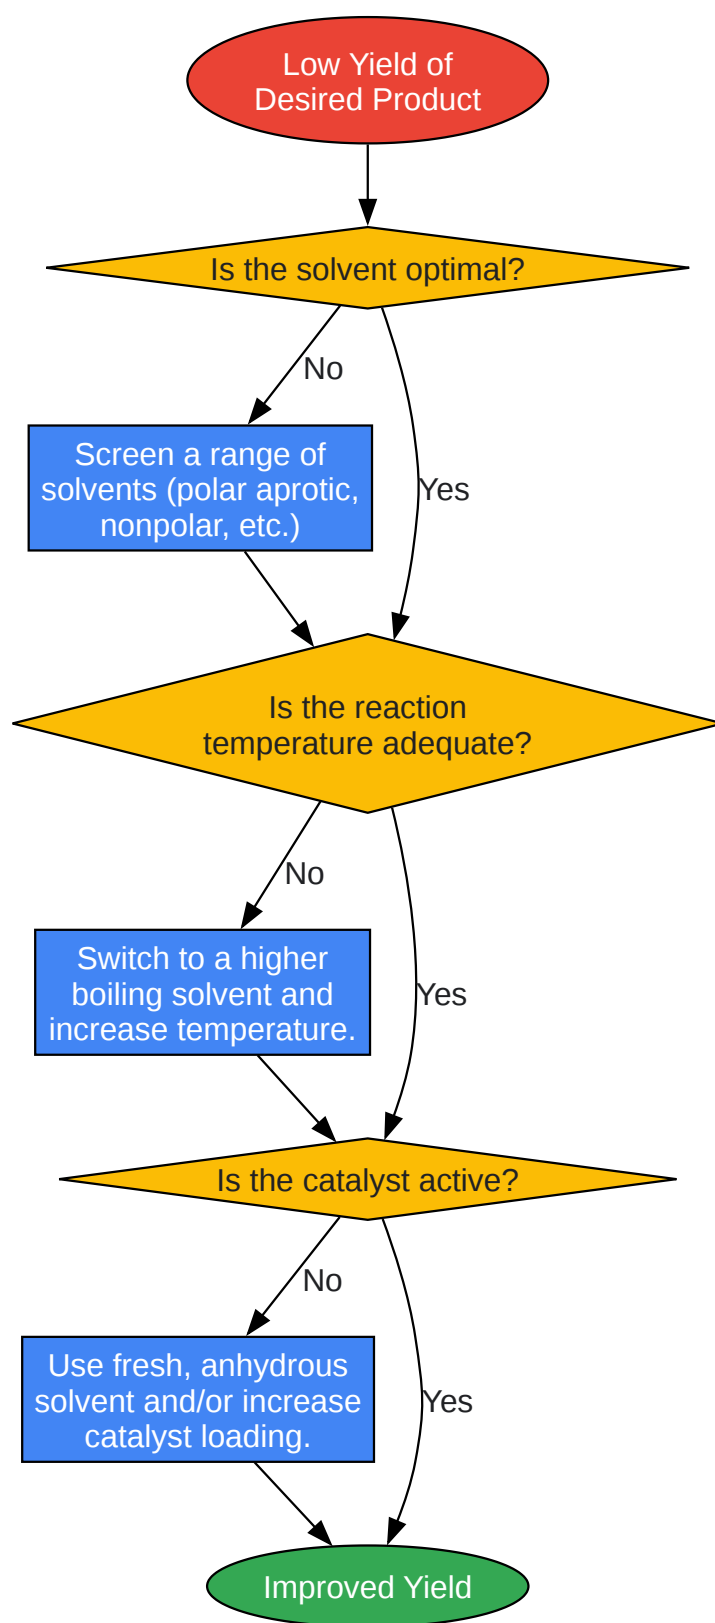 Low Yield of
Desired Product
Is the solvent optimal?
No
Screen a range of
solvents (polar aprotic,
nonpolar, etc.)
Yes
Is the reaction
temperature adequate?
No
Switch to a higher
boiling solvent and
increase temperature.
Yes
Is the catalyst active?
No
Use fresh, anhydrous
solvent and/or increase
catalyst loading.
Yes
Improved Yield